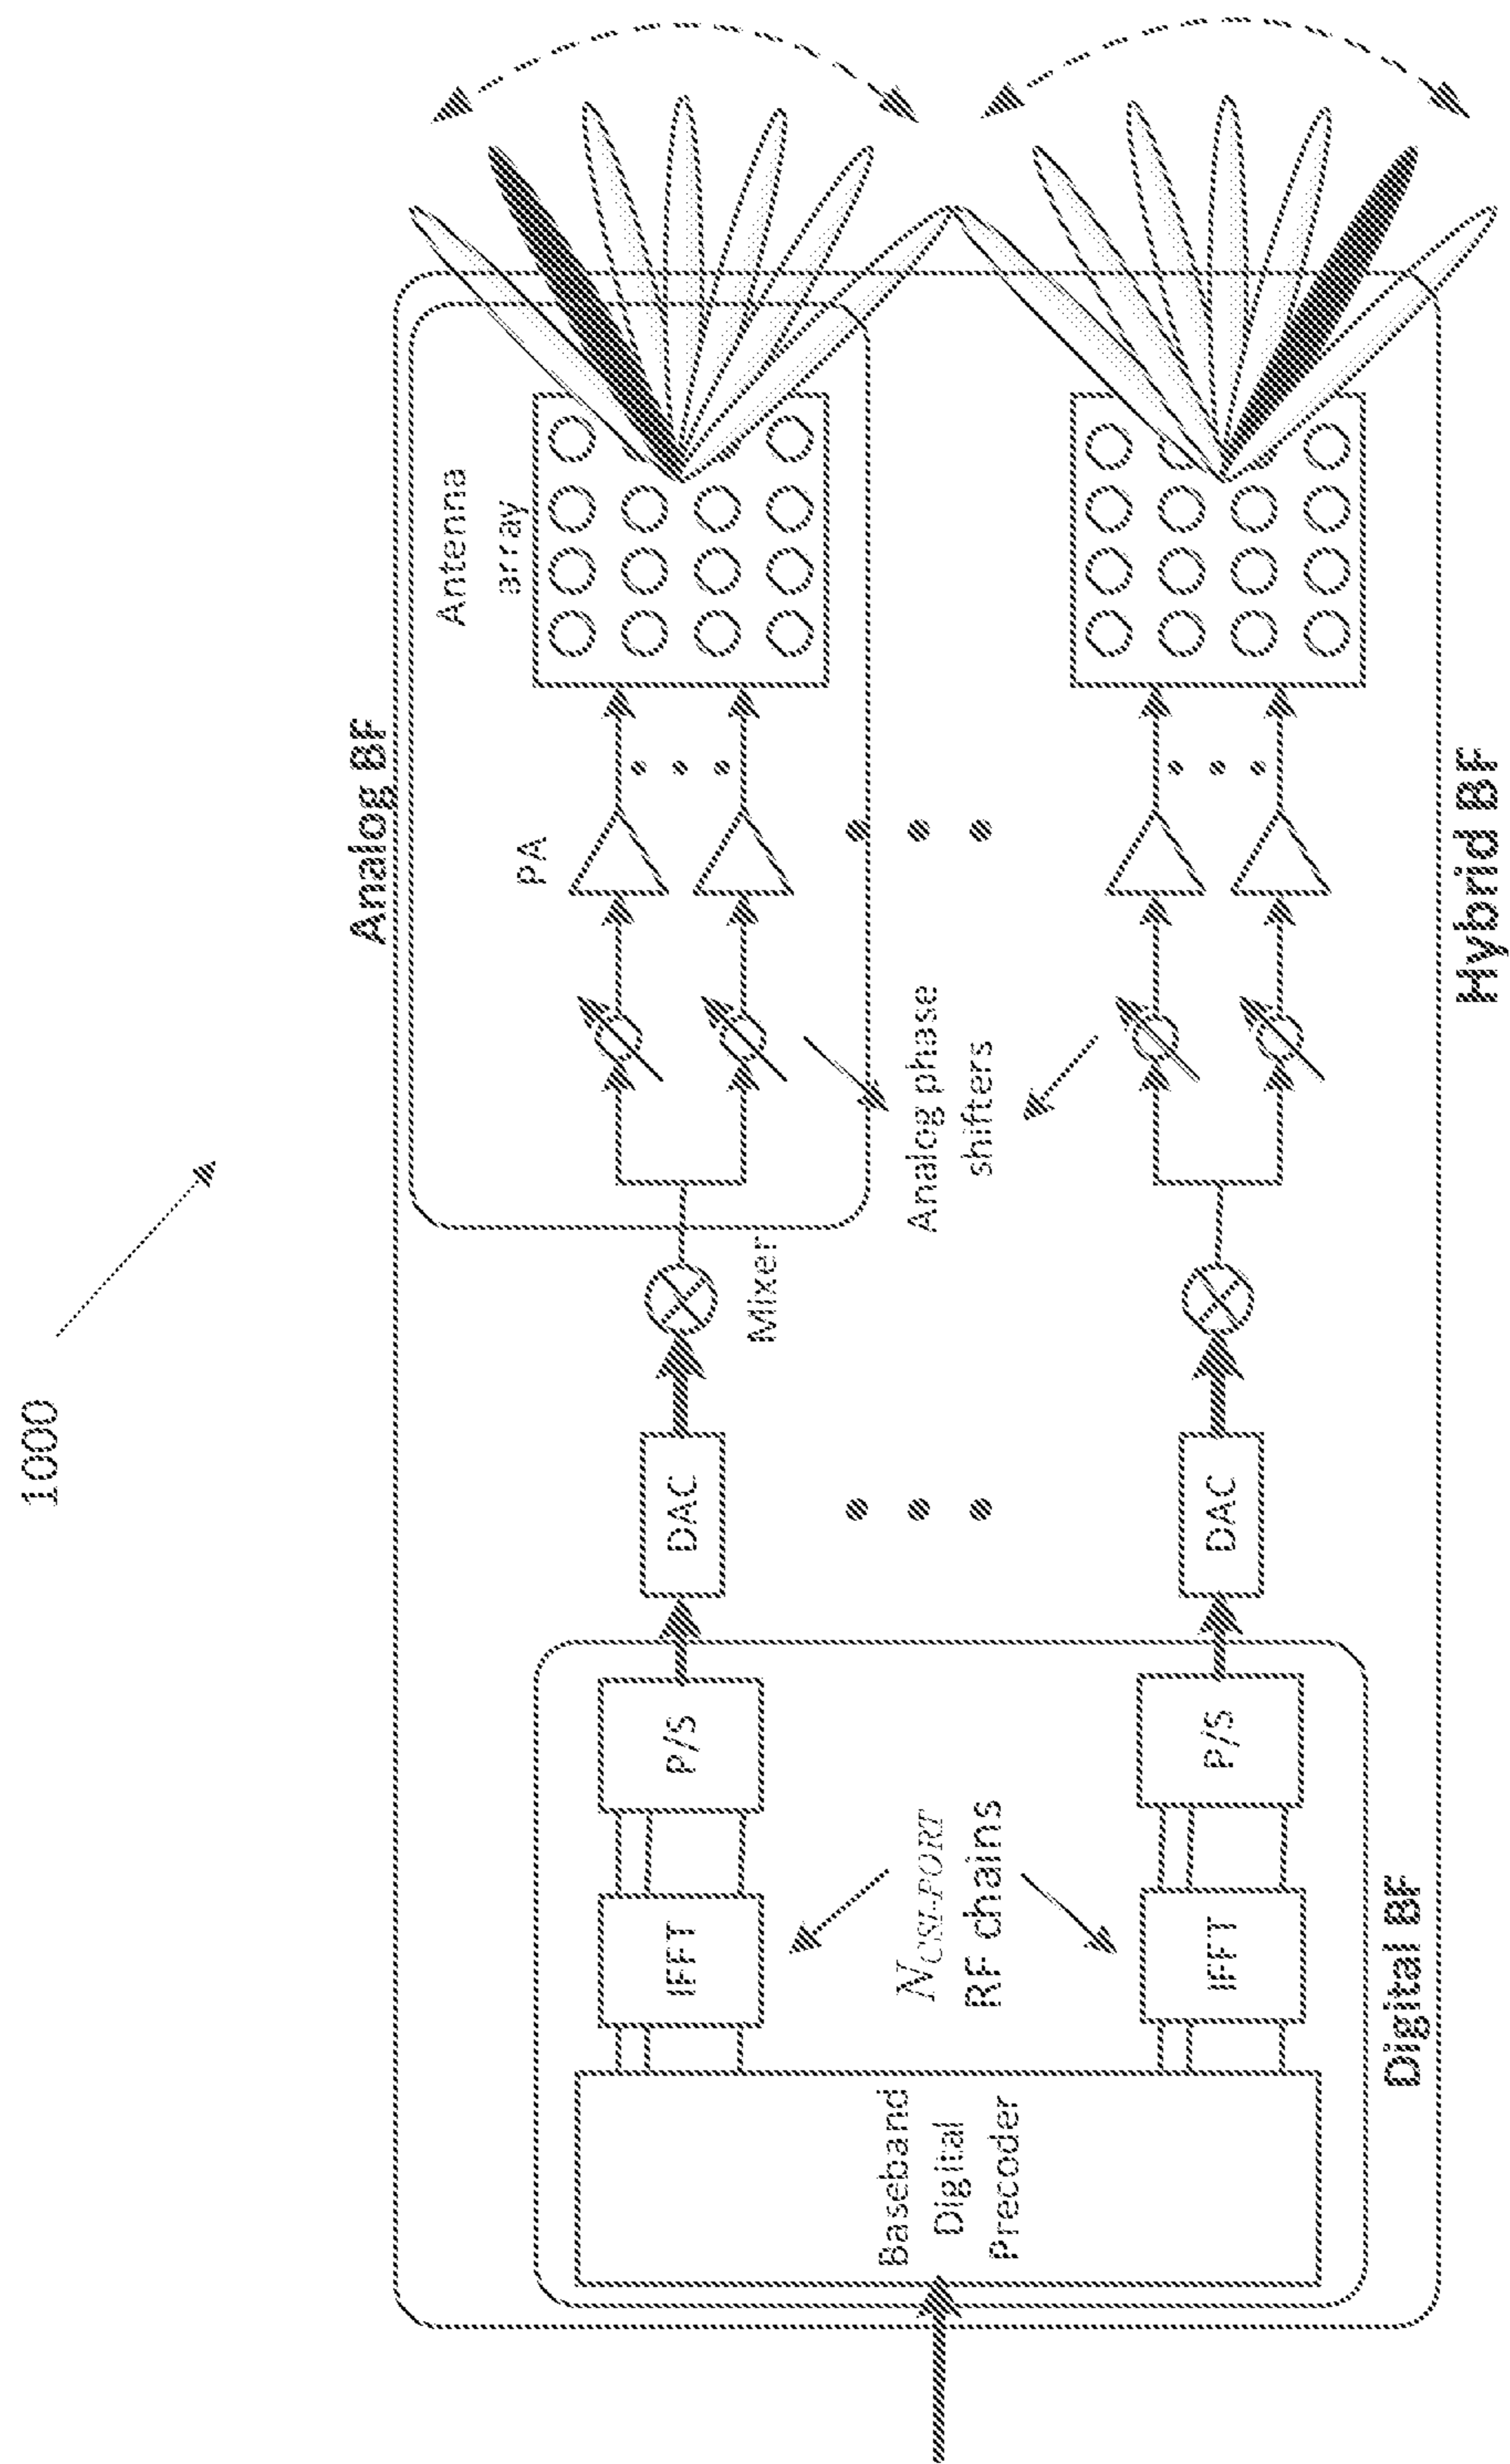 1000
Analog BF
Antenna
array
PA
Analog phase
shifters
Mixer
DAC
DAC
P/S
P/S
IFFT
IFFT
N_CSI-PORT
RF chains
Baseband
Digital
Precoder
Digital BF
Hybrid BF